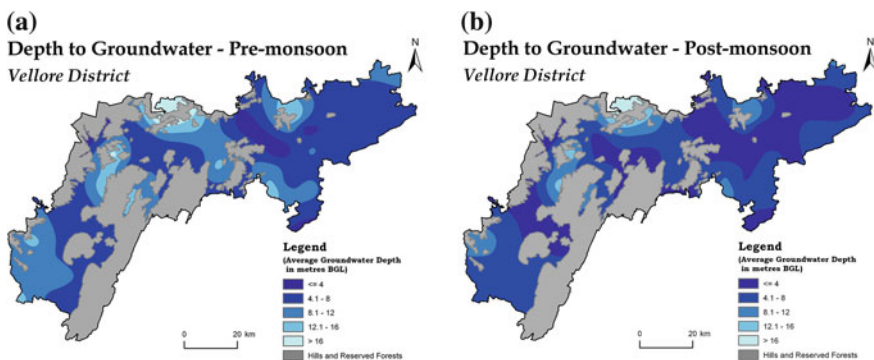 (a)
Depth to Groundwater - Pre-monsoon
Vellore District
N
Legend
(Average Groundwater Depth
in metres BGL)
<= 4
4.1 - 8
8.1 - 12
12.1 - 16
> 16
Hills and Reserved Forests
0 20 km
(b)
Depth to Groundwater - Post-monsoon
Vellore District
N
Legend
(Average Groundwater Depth
in metres BGL)
<= 4
4.1 - 8
8.1 - 12
12.1 - 16
> 16
Hills and Reserved Forests
0 20 km